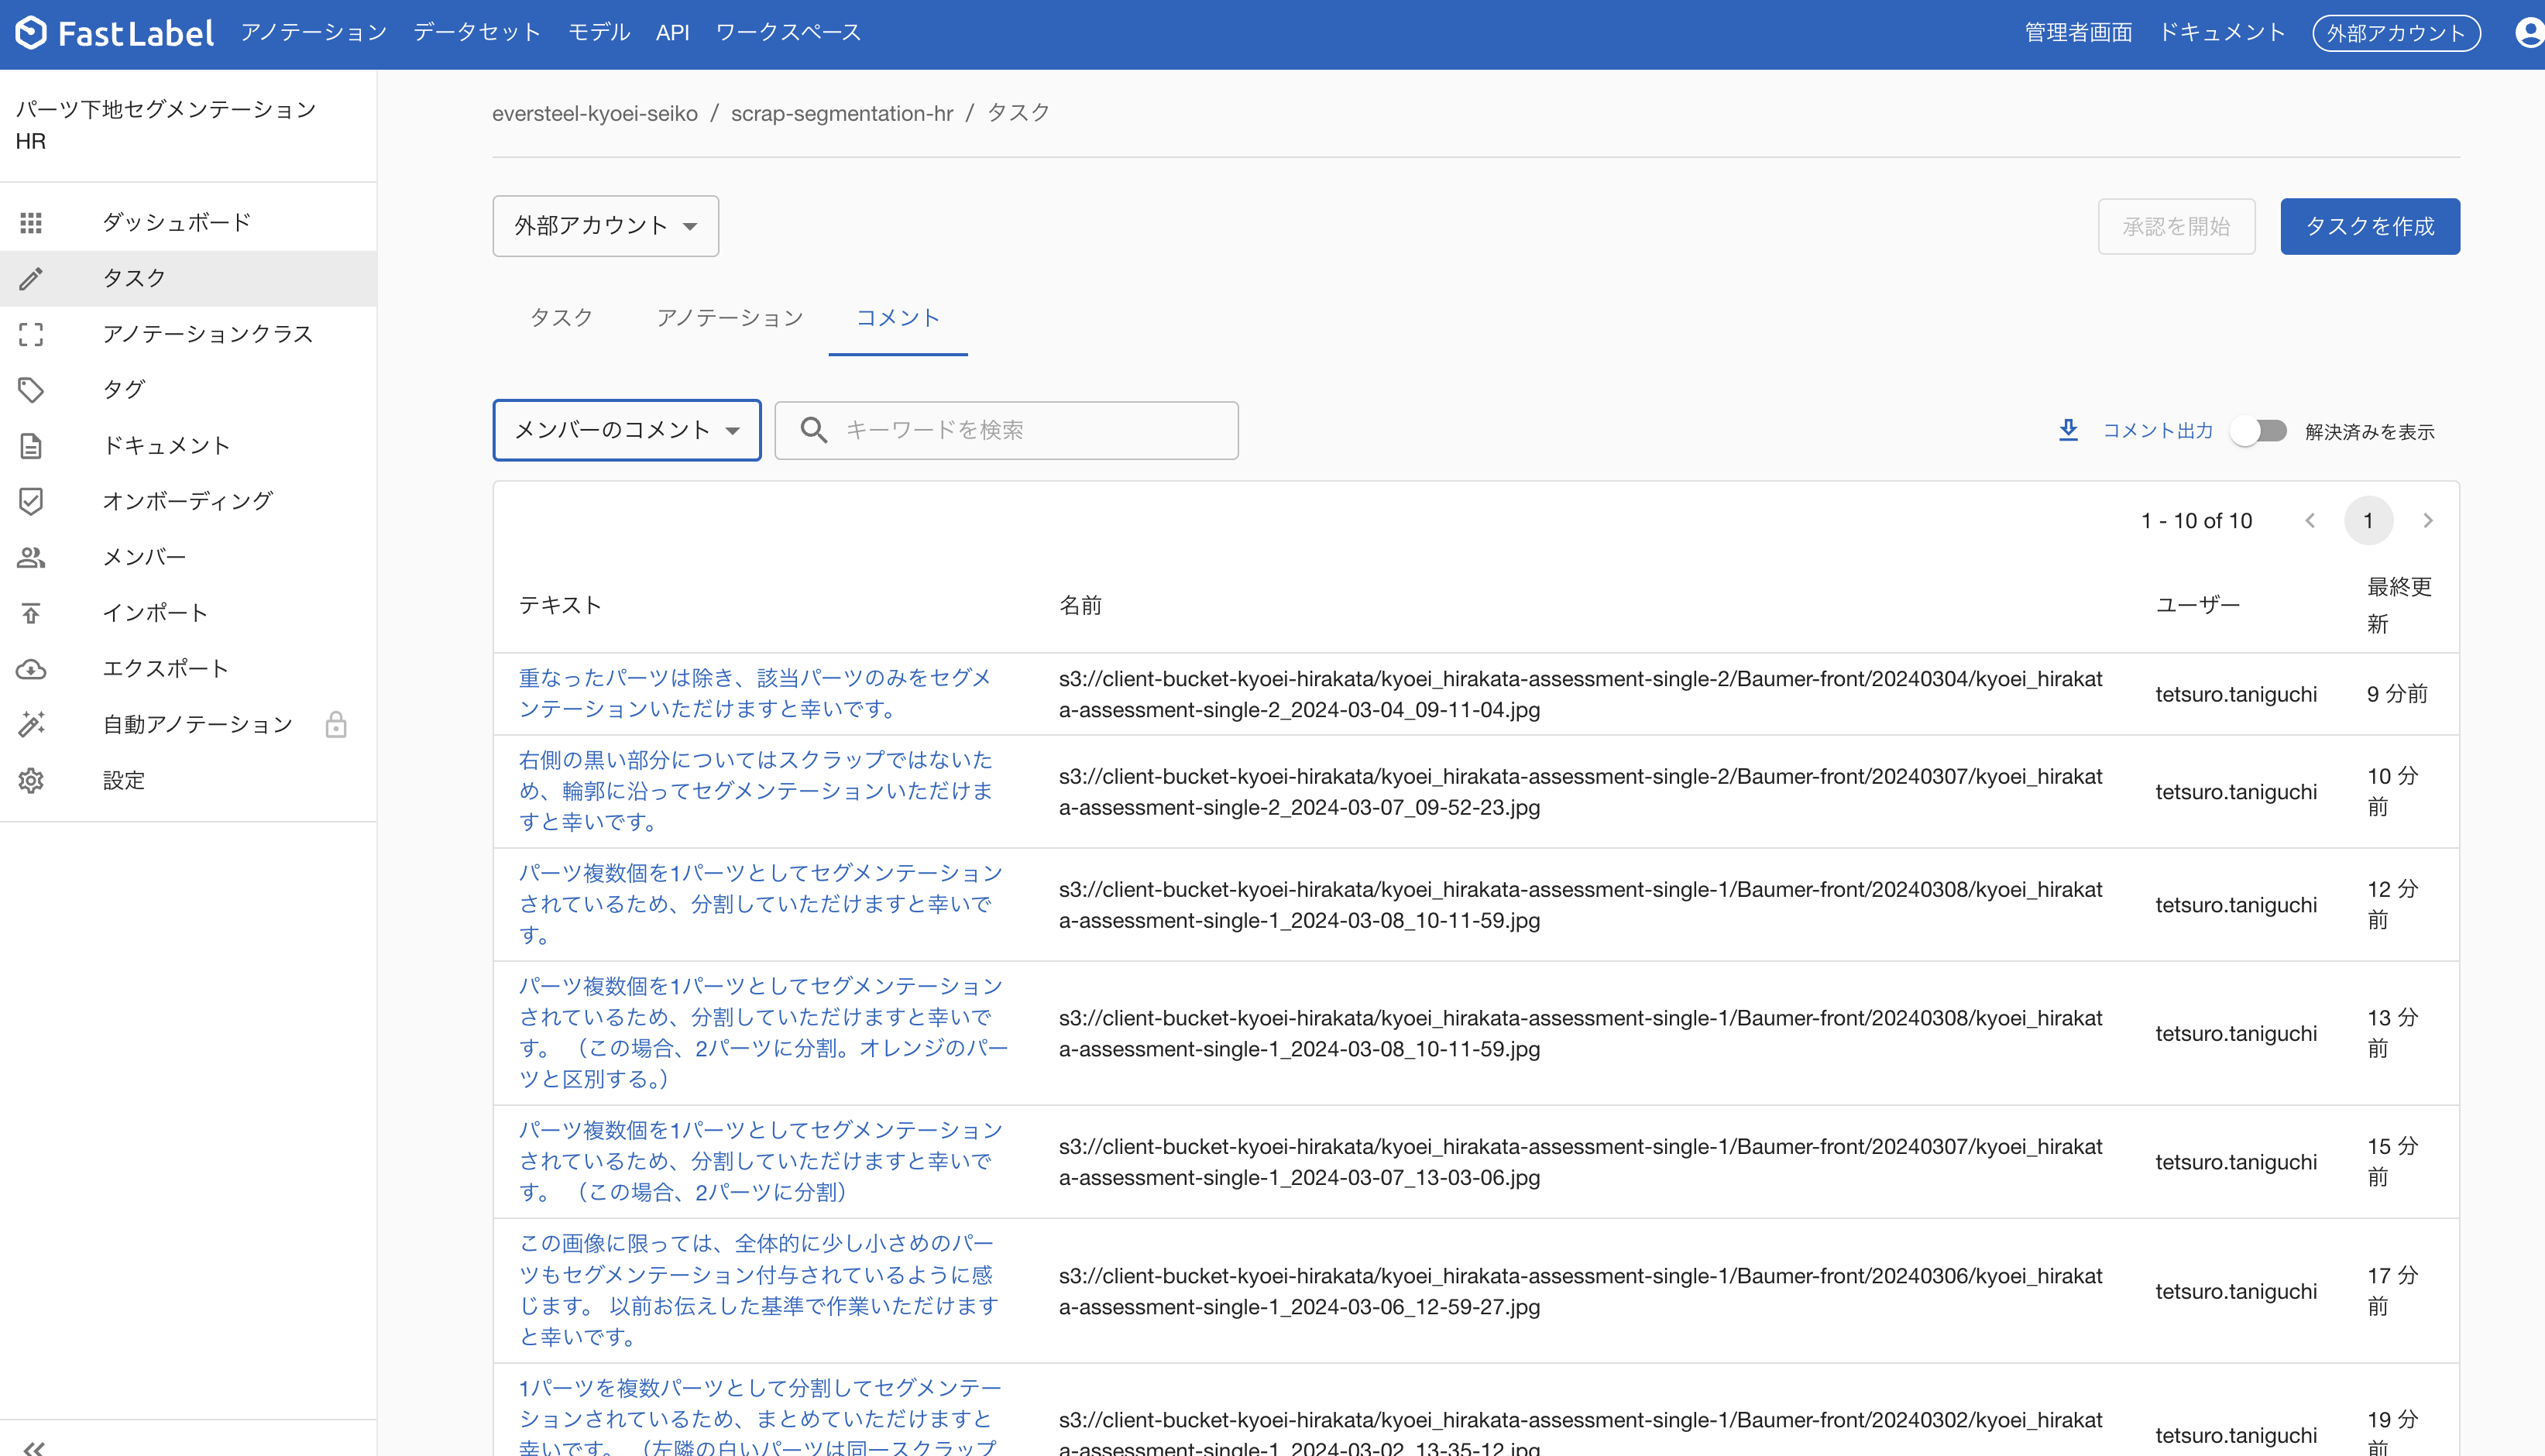 FastLabel アノテーション データセット モデル API ワークスペース 管理者画面 ドキュメント 外部アカウント
パーツ下地セグメンテーション
HR
ダッシュボード
タスク
アノテーションクラス
タグ
ドキュメント
オンボーディング
メンバー
インポート
エクスポート
自動アノテーション
設定
eversteel-kyoei-seiko / scrap-segmentation-hr / タスク
外部アカウント
承認を開始 タスクを作成
タスク アノテーション コメント
メンバーのコメント キーワードを検索 コメント出力 解決済みを表示
1 - 10 of 10 1
テキスト 名前 ユーザー 最終更
新
重なったパーツは除き、該当パーツのみをセグメ
ンテーションいただけますと幸いです。
s3://client-bucket-kyoei-hirakata/kyoei_hirakata-assessment-single-2/Baumer-front/20240304/kyoei_hirakat
a-assessment-single-2_2024-03-04_09-11-04.jpg
tetsuro.taniguchi
9 分前
右側の黒い部分についてはスクラップではないた
め、輪郭に沿ってセグメンテーションいただけま
すと幸いです。
s3://client-bucket-kyoei-hirakata/kyoei_hirakata-assessment-single-2/Baumer-front/20240307/kyoei_hirakat
a-assessment-single-2_2024-03-07_09-52-23.jpg
tetsuro.taniguchi
10 分
前
パーツ複数個を1パーツとしてセグメンテーション
されているため、分割していただけますと幸いで
す。
s3://client-bucket-kyoei-hirakata/kyoei_hirakata-assessment-single-1/Baumer-front/20240308/kyoei_hirakat
a-assessment-single-1_2024-03-08_10-11-59.jpg
tetsuro.taniguchi
12 分
前
パーツ複数個を1パーツとしてセグメンテーション
されているため、分割していただけますと幸いで
す。 （この場合、2パーツに分割。オレンジのパー
ツと区別する。）
s3://client-bucket-kyoei-hirakata/kyoei_hirakata-assessment-single-1/Baumer-front/20240308/kyoei_hirakat
a-assessment-single-1_2024-03-08_10-11-59.jpg
tetsuro.taniguchi
13 分
前
パーツ複数個を1パーツとしてセグメンテーション
されているため、分割していただけますと幸いで
す。 （この場合、2パーツに分割）
s3://client-bucket-kyoei-hirakata/kyoei_hirakata-assessment-single-1/Baumer-front/20240307/kyoei_hirakat
a-assessment-single-1_2024-03-07_13-03-06.jpg
tetsuro.taniguchi
15 分
前
この画像に限っては、全体的に少し小さめのパー
ツもセグメンテーション付与されているように感
じます。 以前お伝えした基準で作業いただけます
と幸いです。
s3://client-bucket-kyoei-hirakata/kyoei_hirakata-assessment-single-1/Baumer-front/20240306/kyoei_hirakat
a-assessment-single-1_2024-03-06_12-59-27.jpg
tetsuro.taniguchi
17 分
前
1パーツを複数パーツとして分割してセグメンテー
ションされているため、まとめていただけますと
幸いです。 （左隣の白いパーツは同一スクラップ
s3://client-bucket-kyoei-hirakata/kyoei_hirakata-assessment-single-1/Baumer-front/20240302/kyoei_hirakat
a-assessment-single-1_2024-03-02_13-35-12.jpg
tetsuro.taniguchi
19 分
前